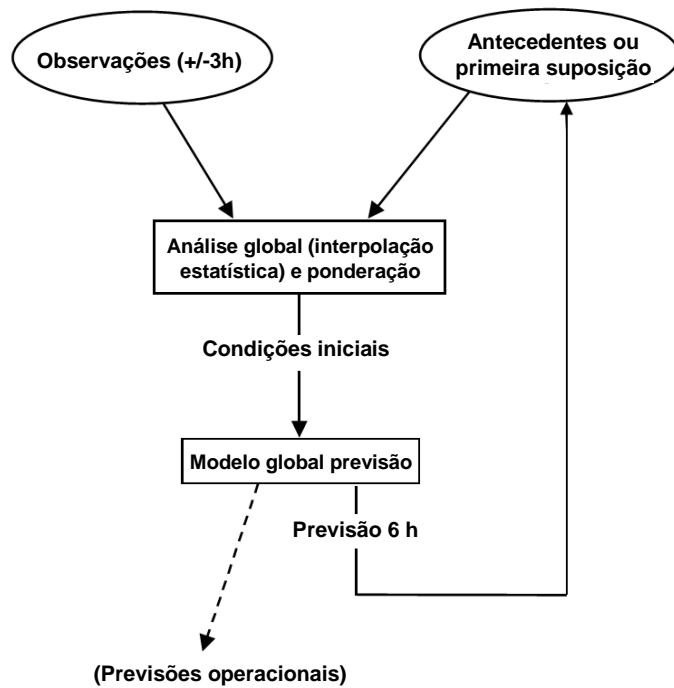 Observações (+/-3h)
Antecedentes ou
primeira suposição
Análise global (interpolação
estatística) e ponderação
Condições iniciais
Modelo global previsão
Previsão 6 h
(Previsões operacionais)